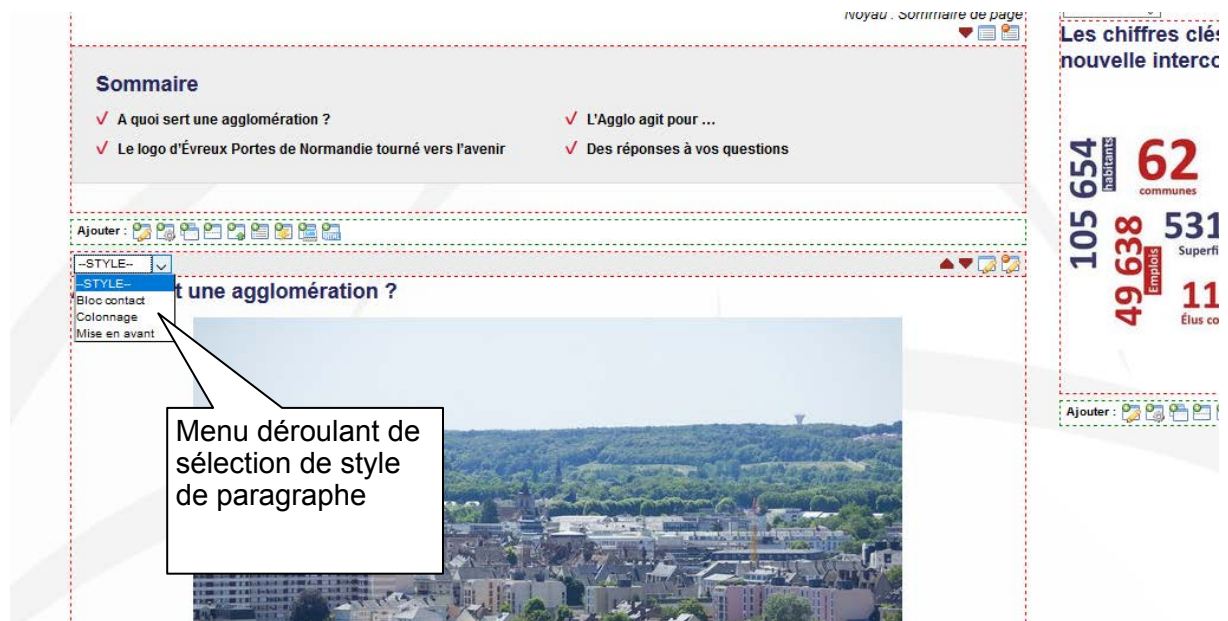 Noyau : Sommaire de page
Sommaire
A quoi sert une agglomération ?
L'Agglo agit pour ...
Le logo d'Évreux Portes de Normandie tourné vers l'avenir
Des réponses à vos questions
Ajouter :
--STYLE--
--STYLE--
Bloc contact
Colonnage
Mise en avant
t une agglomération ?
Menu déroulant de
sélection de style
de paragraphe
Les chiffres clés
nouvelle interco
105 654
habitants
62
communes
49 638
Emplois
531
Superfi
11
Élus co
Ajouter :